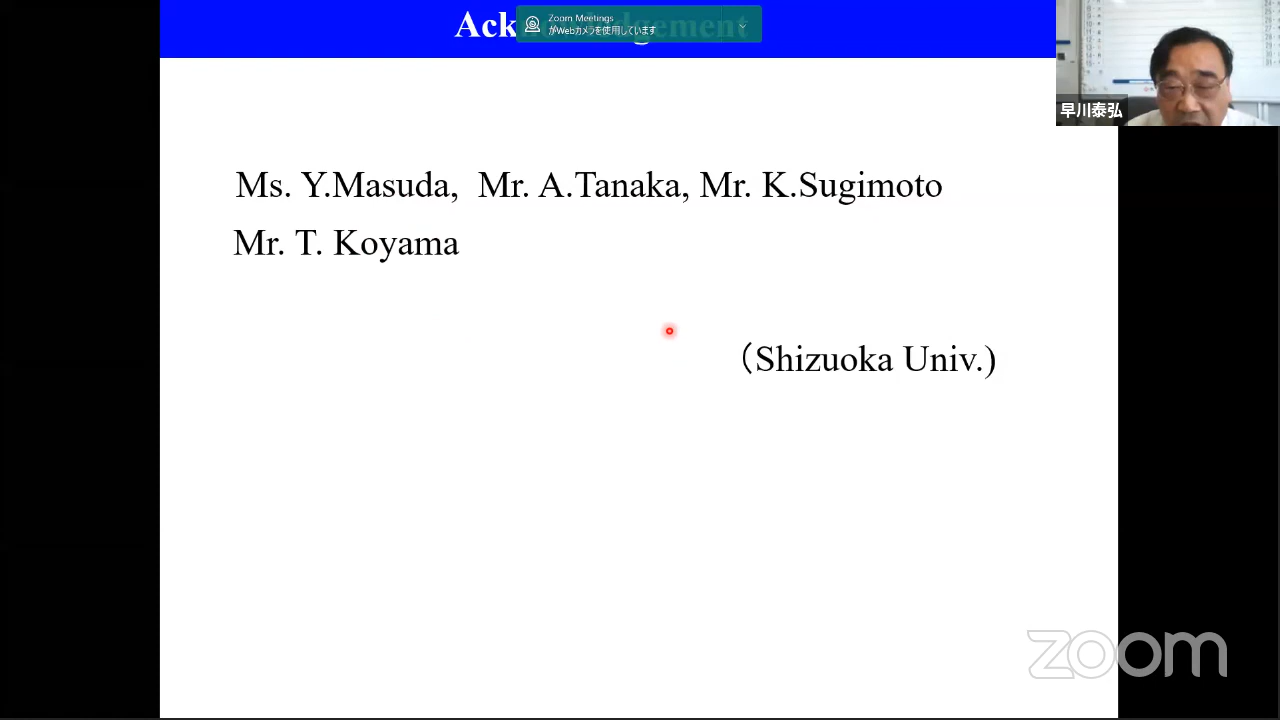 Zoom Meetings
がWebカメラを使用しています
早川泰弘
Ms. Y.Masuda, Mr. A.Tanaka, Mr. K.Sugimoto
Mr. T. Koyama
（Shizuoka Univ.)
zoom